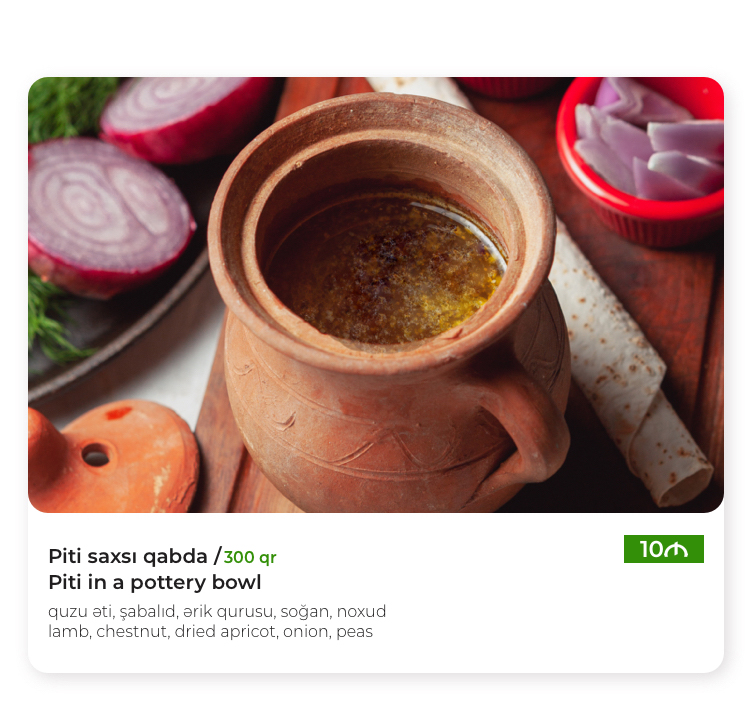 Piti saxsı qabda / 300 qr
10₼
Piti in a pottery bowl
quzu əti, şabalıd, ərik qurusu, soğan, noxud
lamb, chestnut, dried apricot, onion, peas